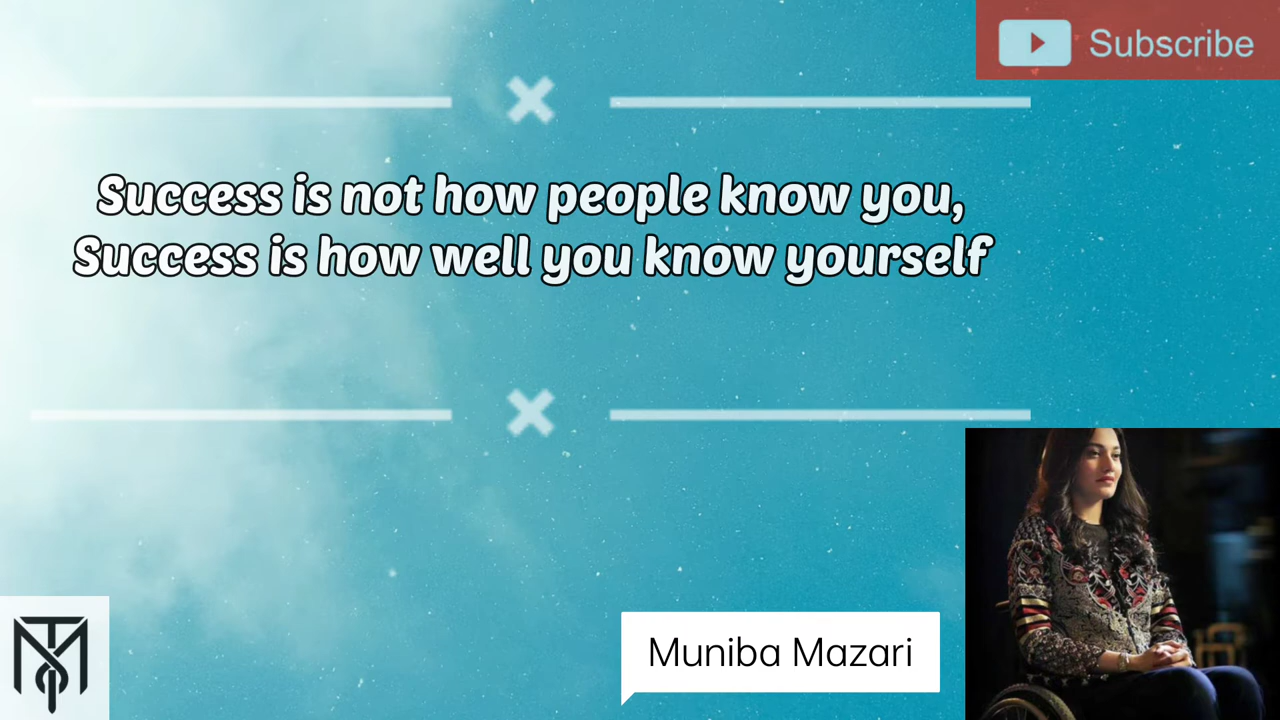 Subscribe
Success is not how people know you,
Success is how well you know yourself
Muniba Mazari